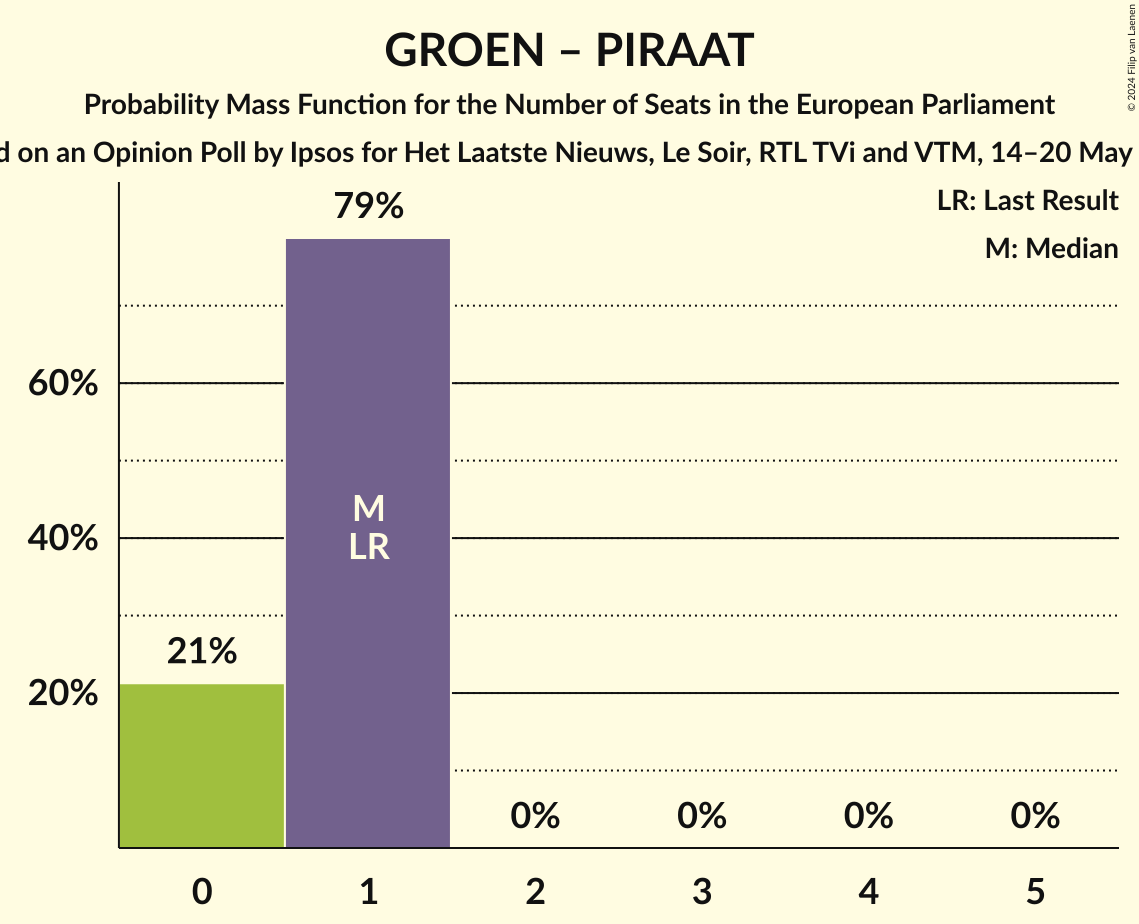 GROEN – PIRAAT
Probability Mass Function for the Number of Seats in the European Parliament
on an Opinion Poll by Ipsos for Het Laatste Nieuws, Le Soir, RTL TVi and VTM, 14–20 May
© 2024 Filip van Laenen
LR: Last Result
M: Median
79%
60%
M
40%
LR
21%
20%
0%
0%
0%
0%
0
1
2
3
4
5